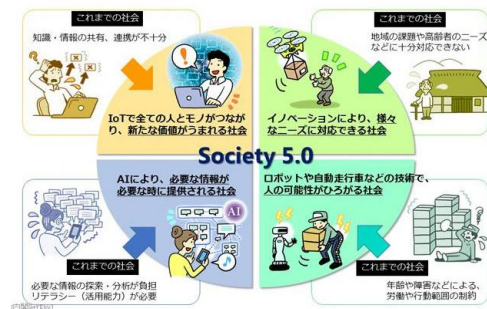 これまでの社会
知識・情報の共有、連携が不十分
IoTで全ての人とモノがつなが
り、新たな価値がうまれる社会
これまでの社会
地域の課題や高齢者のニーズ
などに十分対応できない
イノベーションにより、様々
なニーズに対応できる社会
Society 5.0
AIにより、必要な情報が
必要な時に提供される社会
AI
これまでの社会
必要な情報の探索・分析が負担
リテラシー（活用能力）が必要
ロボットや自動走行車などの技術で、
人の可能性がひろがる社会
これまでの社会
年齢や障害などによる、
労働や行動範囲の制約